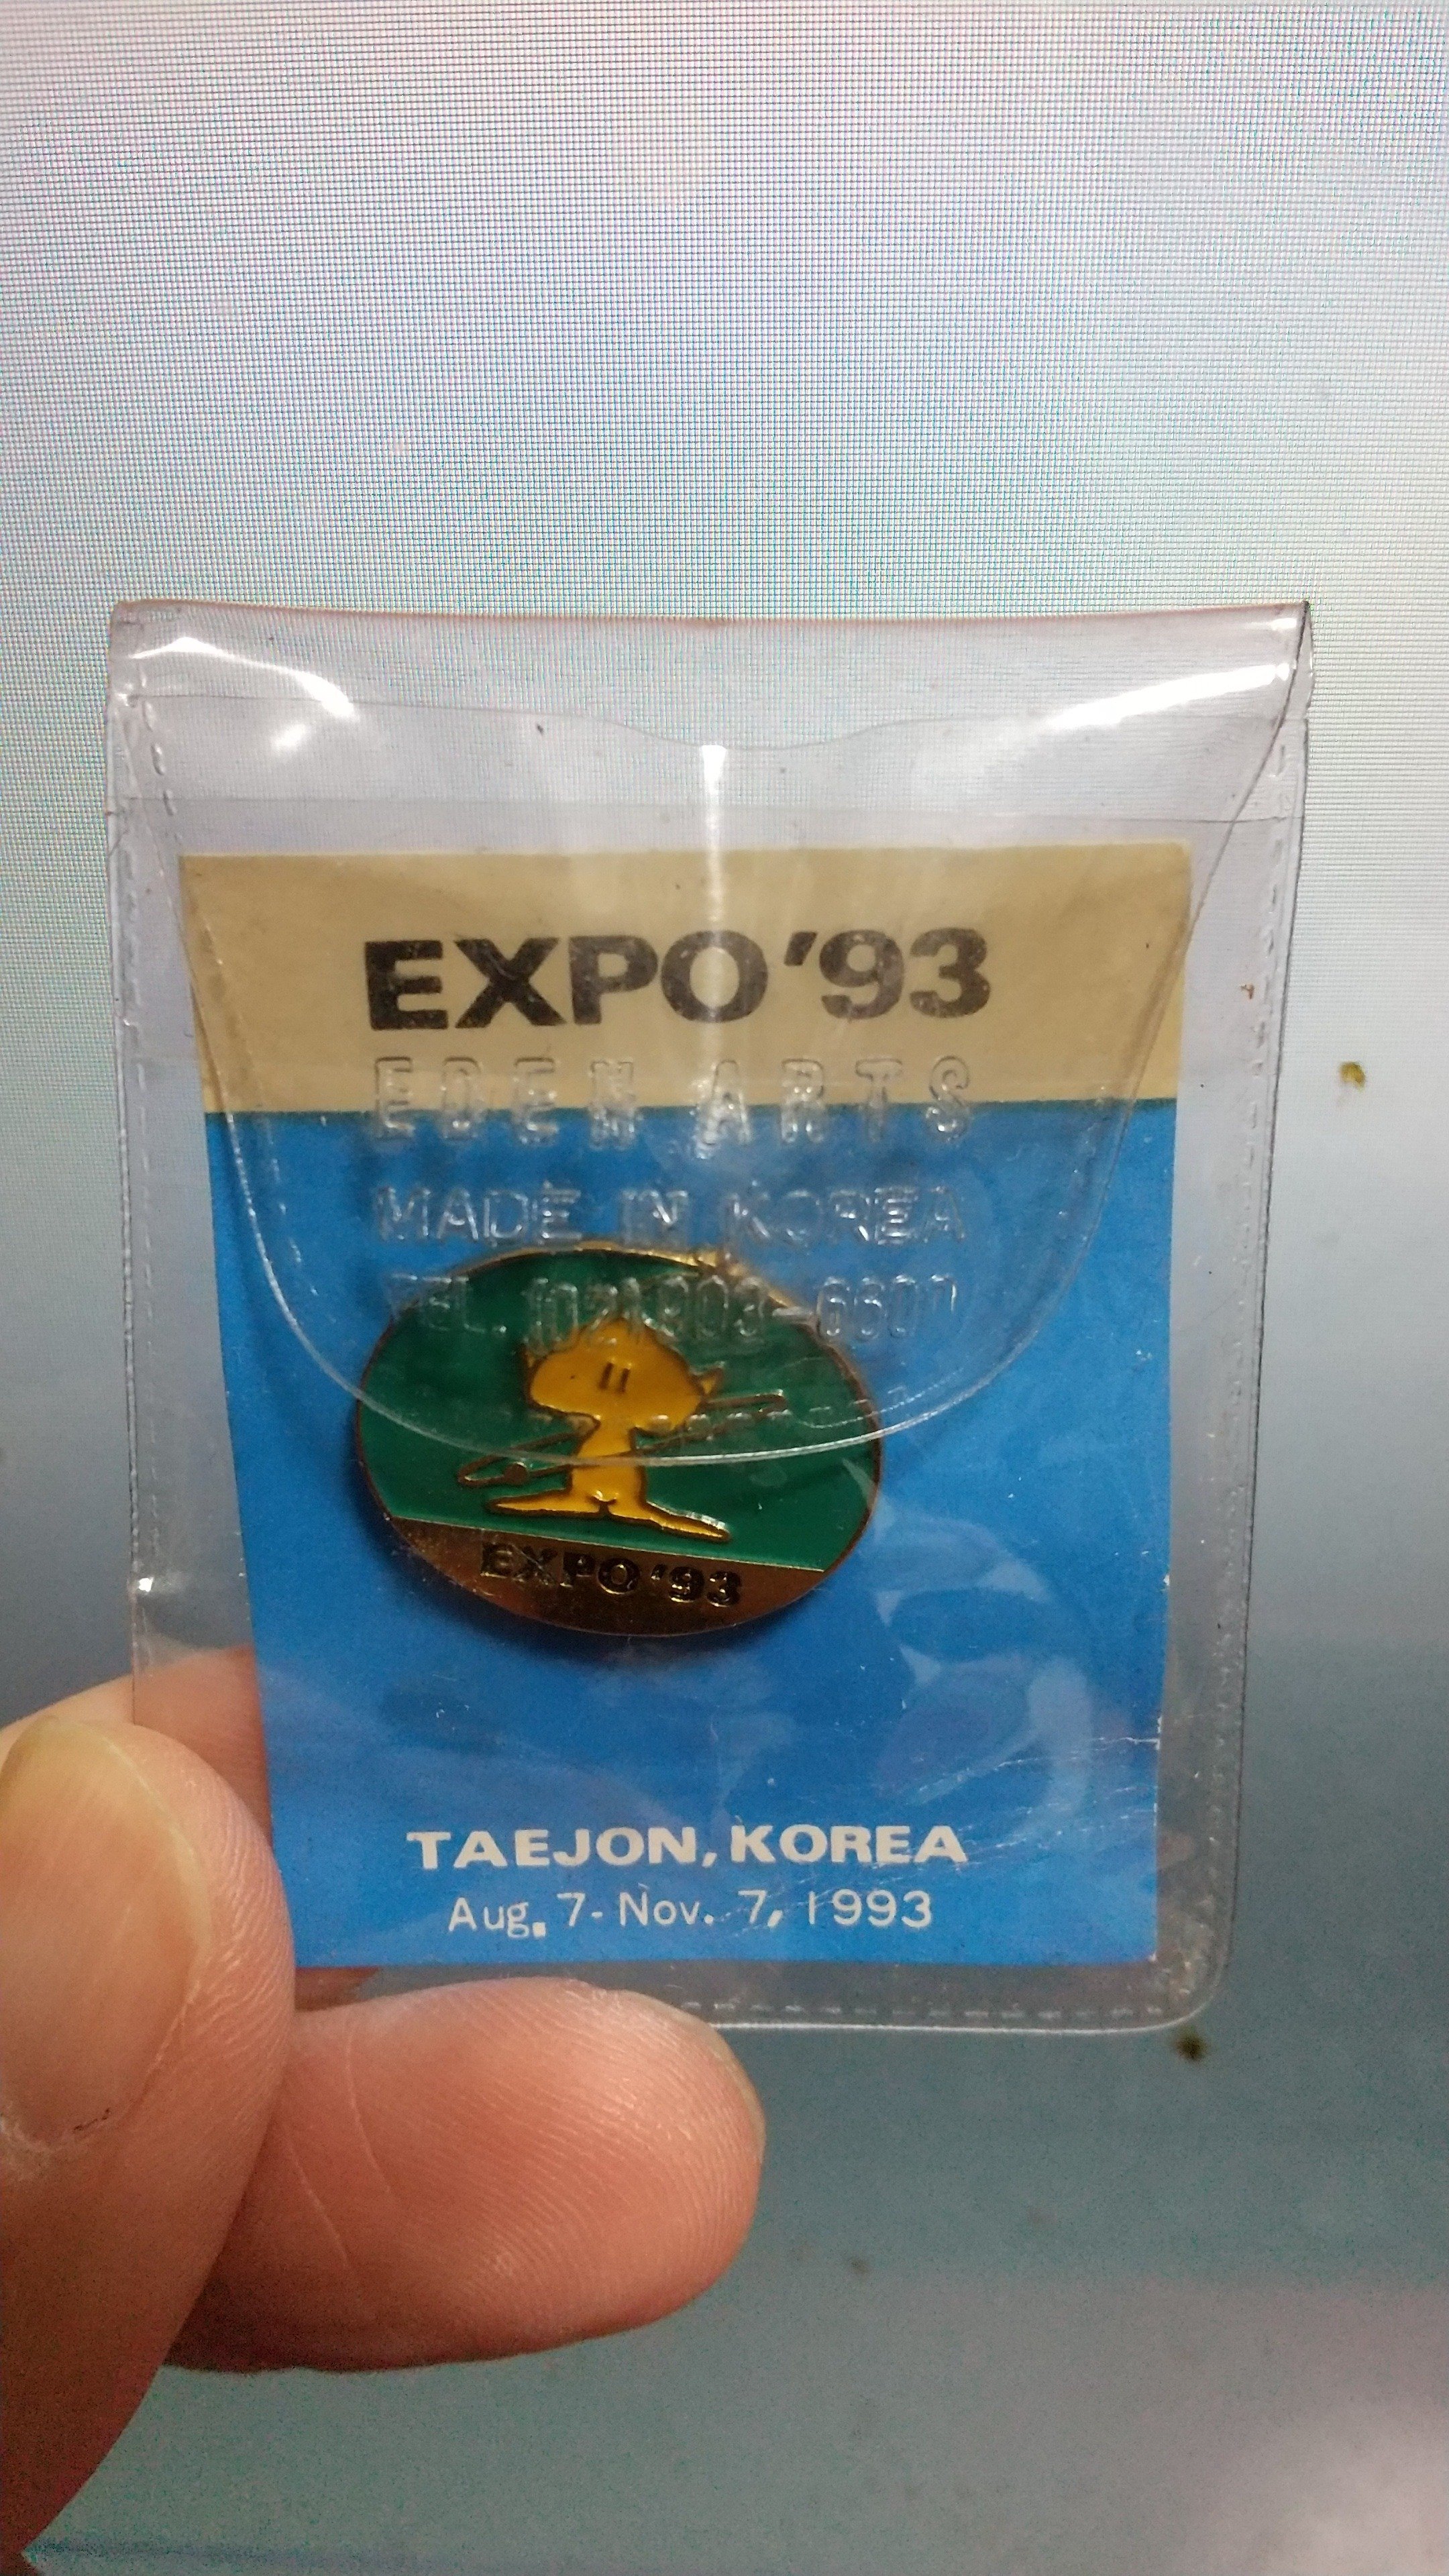 EXPO'93
EDEN ARTS
MADE IN KOREA
EXPO'93
TAEJON, KOREA
Aug. 7- Nov. 7, 1993